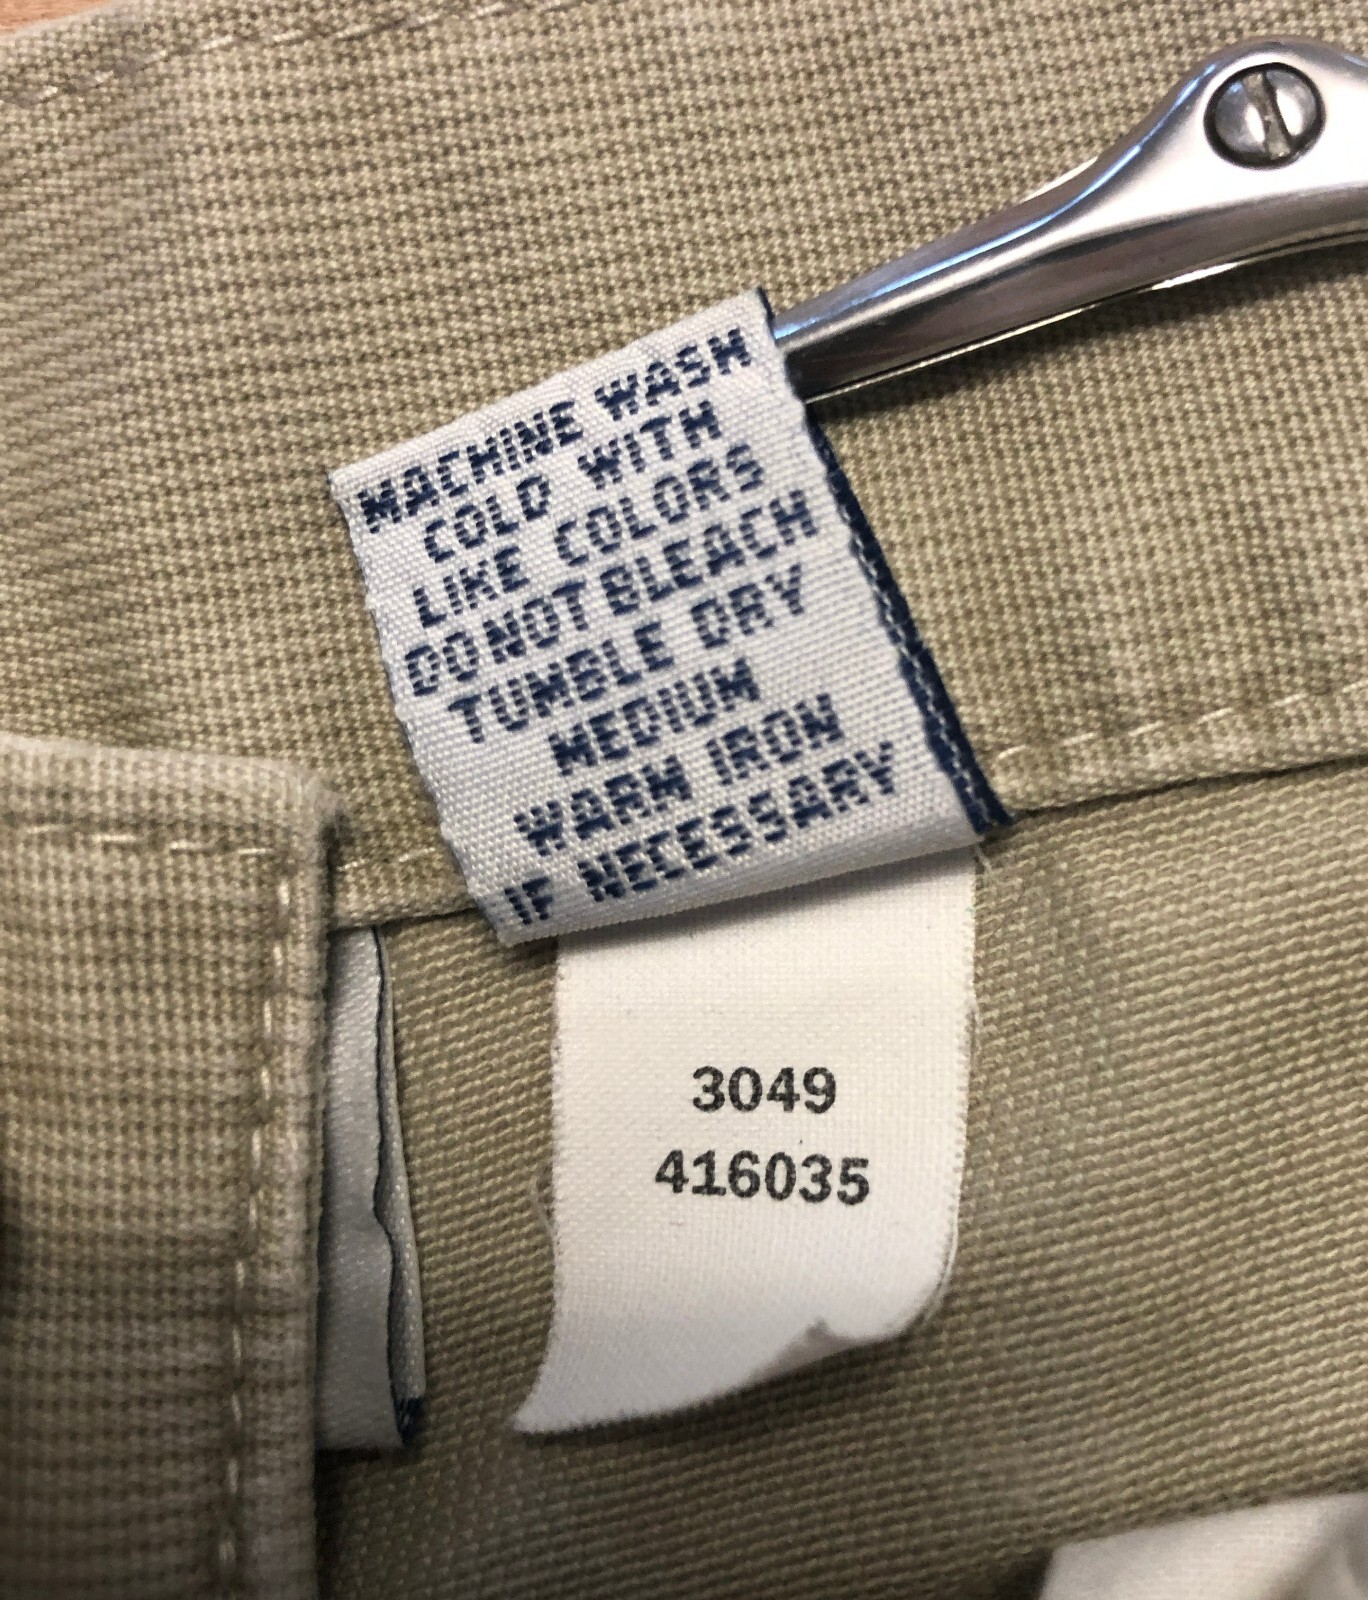 MACHINE WASH
COLD WITH
LIKE COLORS
DO NOT BLEACH
TUMBLE DRY
MEDIUM
WARM IRON
IF NECESSARY
3049
416035